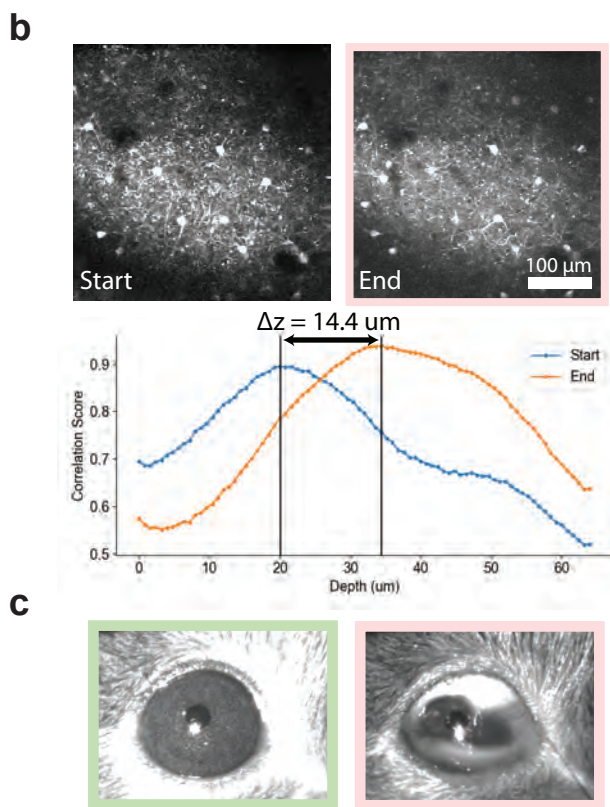 b
Start
End
100 µm
Δz = 14.4 um
0.9
0.8
0.7
0.6
0.5
Correlation Score
Start
End
0
10
20
30
40
50
60
Depth (um)
c